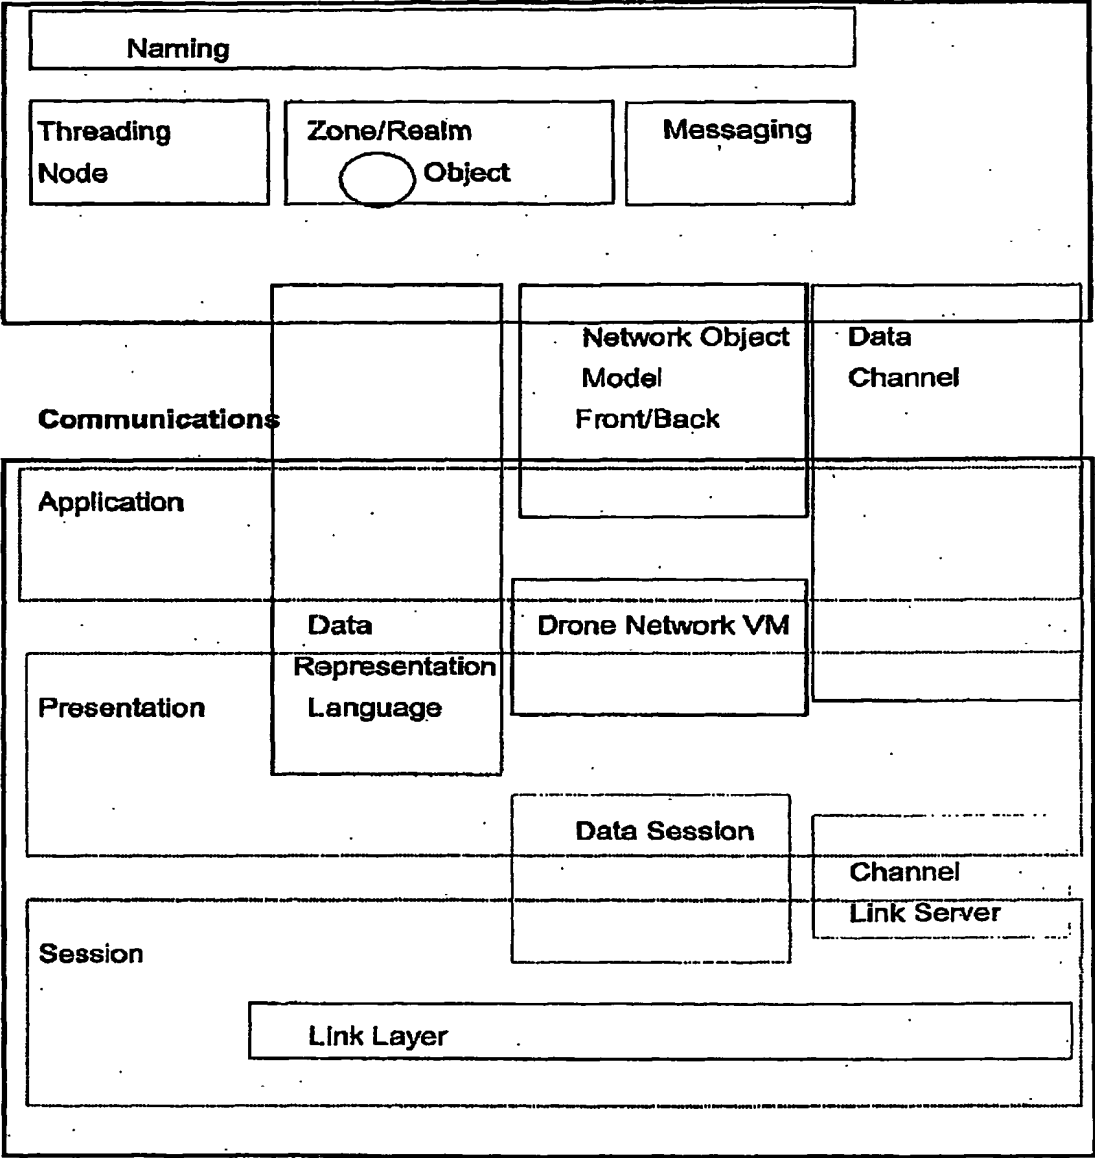 Naming
Threading
Node
Zone/Realm
Object
Messaging
Network Object
Model
Front/Back
Data
Channel
Communications
Application
Data
Representation
Language
Drone Network VM
Presentation
Data Session
Channel
Link Server
Session
Link Layer